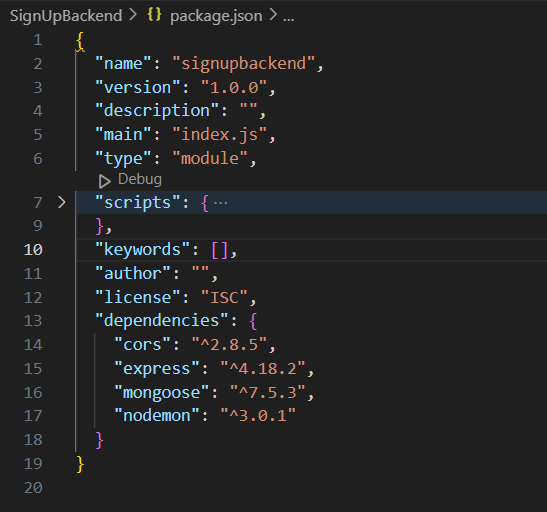 SignUpBackend > {} package.json > ...
1 {
2 "name": "signupbackend",
3 "version": "1.0.0",
4 "description": "",
5 "main": "index.js",
6 "type": "module",
Debug
7 "scripts": { ...
9 },
10 "keywords": [],
11 "author": "",
12 "license": "ISC",
13 "dependencies": {
14 "cors": "^2.8.5",
15 "express": "^4.18.2",
16 "mongoose": "^7.5.3",
17 "nodemon": "^3.0.1"
18 }
19 }
20